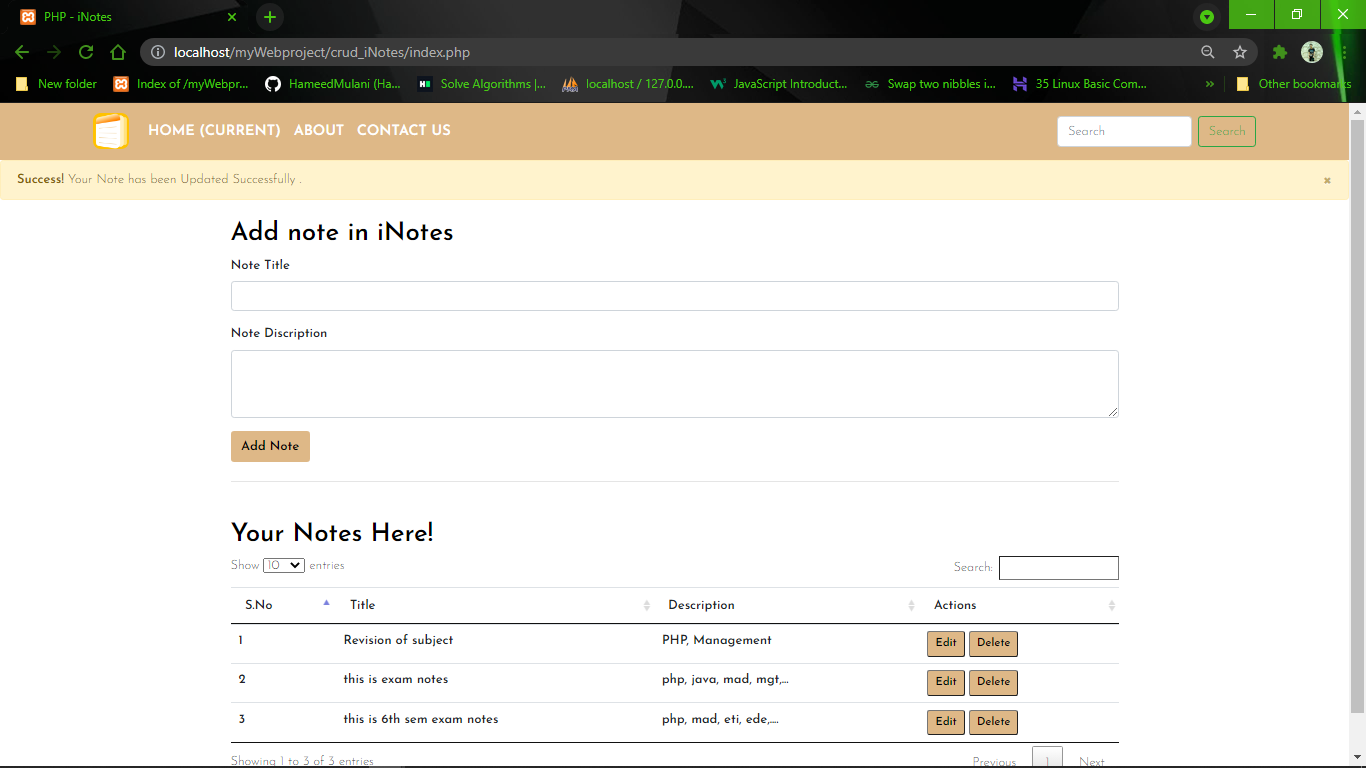 PHP - iNotes
localhost/myWebproject/crud_iNotes/index.php
New folder Index of /myWebpr... HameedMulani (Ha... Solve Algorithms |... localhost / 127.0.0.... JavaScript Introduct... Swap two nibbles i... 35 Linux Basic Com... » Other bookmarks
HOME (CURRENT) ABOUT CONTACT US Search Search
Success! Your Note has been Updated Successfully . ×
Add note in iNotes
Note Title
Note Discription
Add Note
Your Notes Here!
Show 10 entries Search:
S.No Title Description Actions
1 Revision of subject PHP, Management Edit Delete
2 this is exam notes php, java, mad, mgt,... Edit Delete
3 this is 6th sem exam notes php, mad, eti, ede,.... Edit Delete
Showing 1 to 3 of 3 entries Previous 1 Next